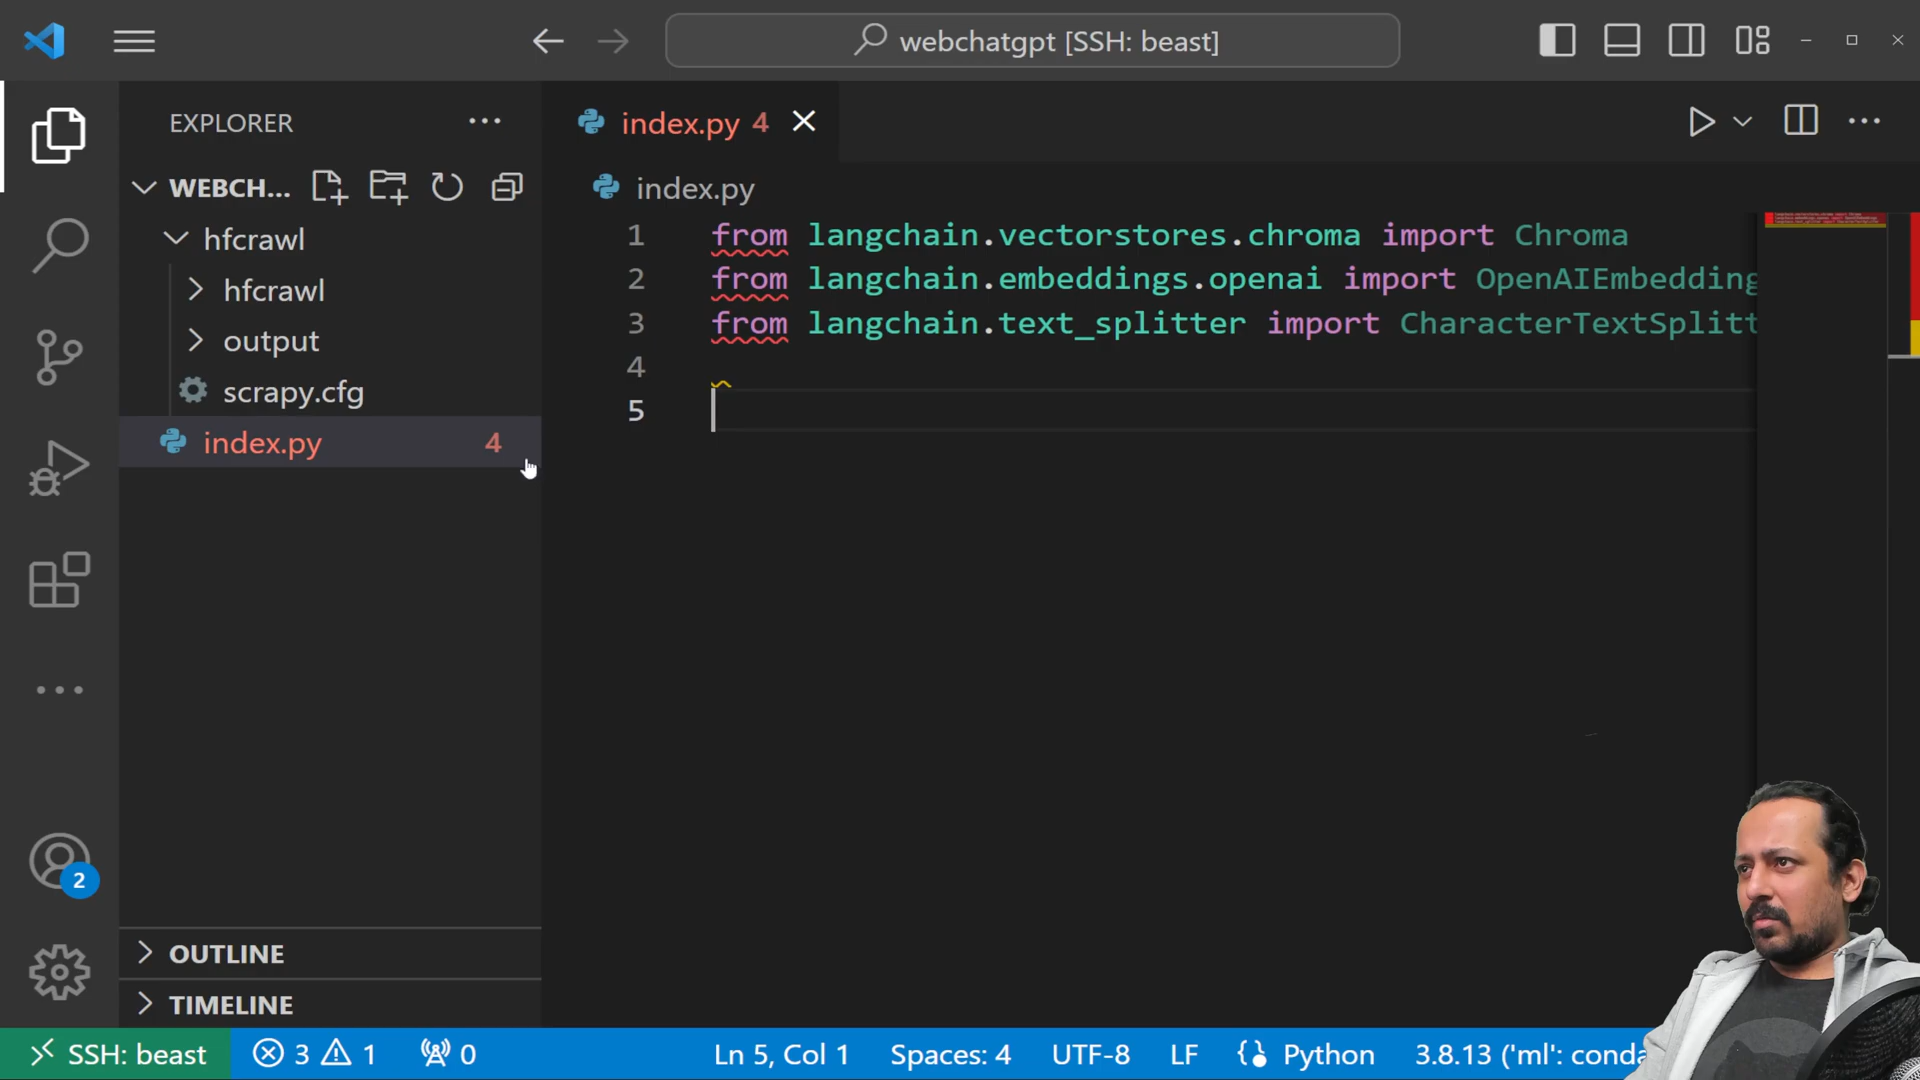 webchatgpt [SSH: beast]
EXPLORER
index.py 4
WEBCH...
index.py
hfcrawl
1 from langchain.vectorstores.chroma import Chroma
2 from langchain.embeddings.openai import OpenAIEmbedding
3 from langchain.text_splitter import CharacterTextSplitt
4
5
hfcrawl
output
scrapy.cfg
index.py 4
2
OUTLINE
TIMELINE
SSH: beast 3 1 0 Ln 5, Col 1 Spaces: 4 UTF-8 LF Python 3.8.13 ('ml': conda